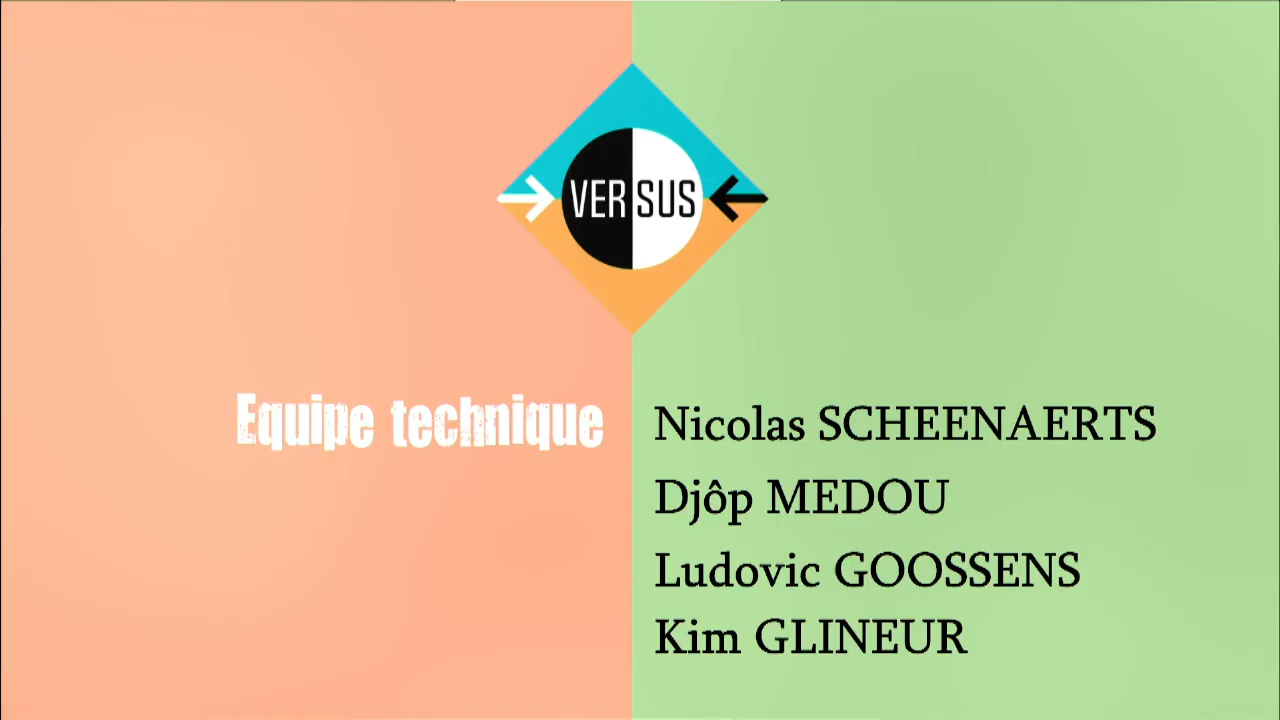 VERSUS
Equipe technique
Nicolas SCHEENAERTS
Djôp MEDOU
Ludovic GOOSSENS
Kim GLINEUR